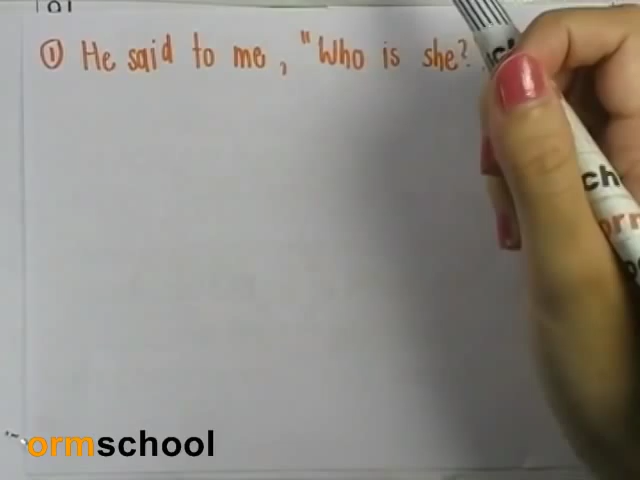 ① He said to me, "Who is she?
ormschool